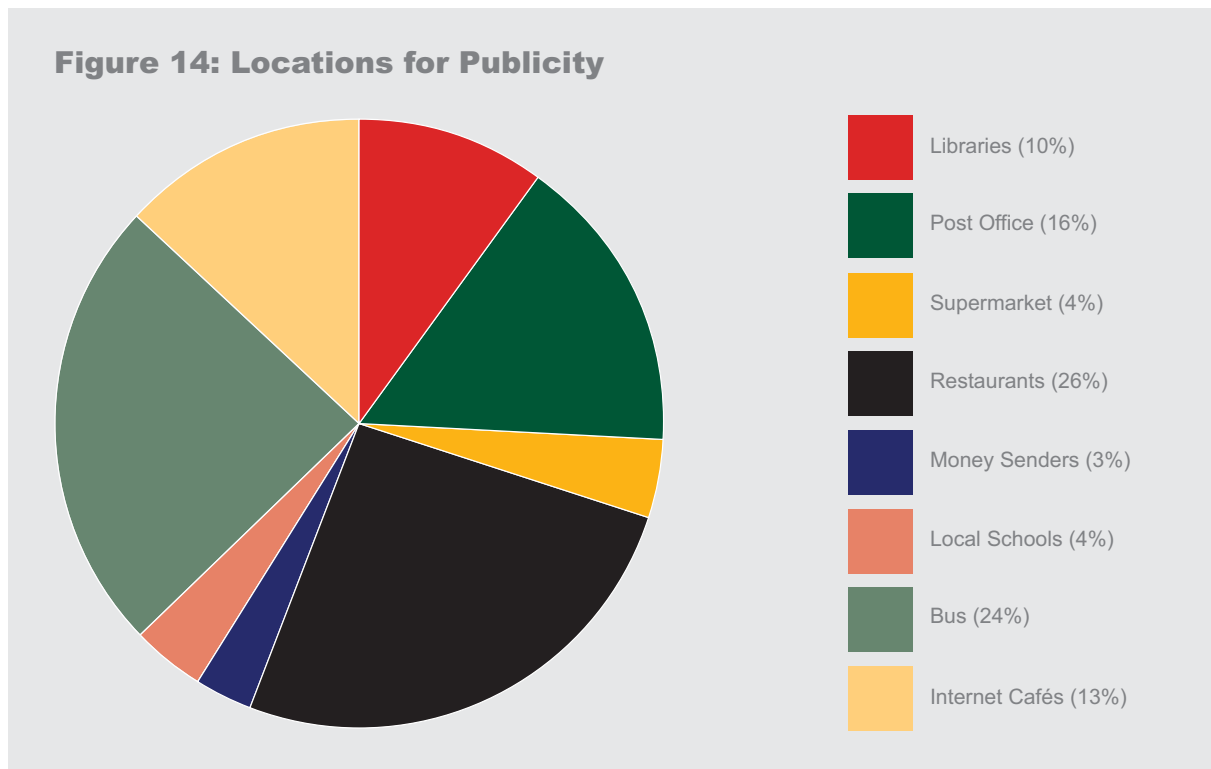 Figure 14: Locations for Publicity
Libraries (10%)
Post Office (16%)
Supermarket (4%)
Restaurants (26%)
Money Senders (3%)
Local Schools (4%)
Bus (24%)
Internet Cafés (13%)